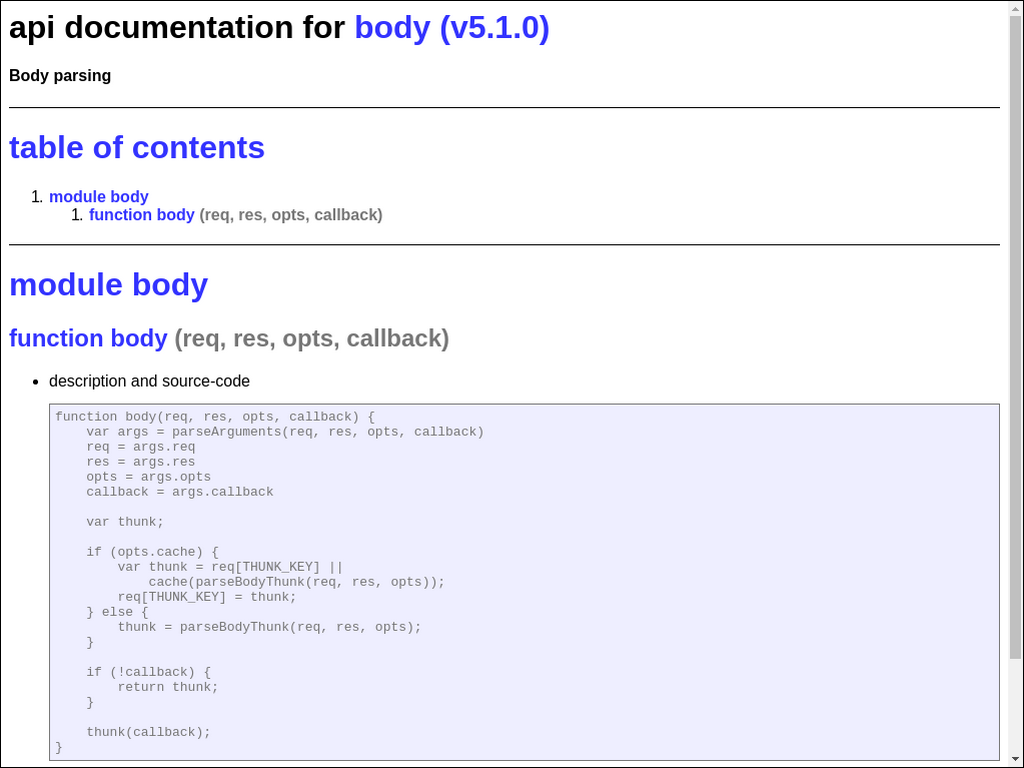 api documentation for body (v5.1.0)
Body parsing
table of contents
1. module body
1. function body (req, res, opts, callback)
module body
function body (req, res, opts, callback)
• description and source-code
function body(req, res, opts, callback) {
    var args = parseArguments(req, res, opts, callback)
    req = args.req
    res = args.res
    opts = args.opts
    callback = args.callback

    var thunk;

    if (opts.cache) {
        var thunk = req[THUNK_KEY] ||
            cache(parseBodyThunk(req, res, opts));
        req[THUNK_KEY] = thunk;
    } else {
        thunk = parseBodyThunk(req, res, opts);
    }

    if (!callback) {
        return thunk;
    }

    thunk(callback);
}